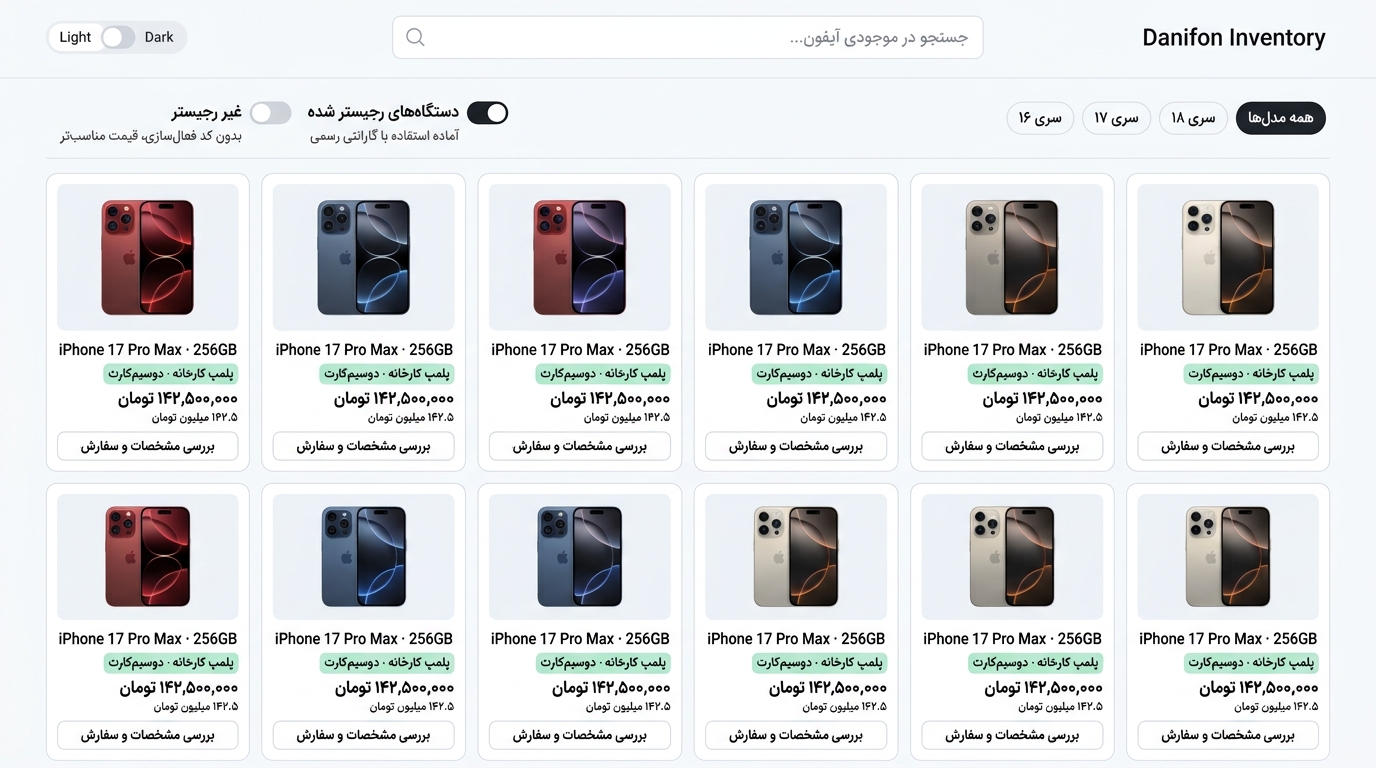 Danifon Inventory
جستجو در موجودی آیفون...
Light Dark
همه مدل‌ها
سری ۱۸
سری ۱۷
سری ۱۶
دستگاه‌های رجیستر شده
آماده استفاده با گارانتی رسمی
غیر رجیستر
بدون کد فعال‌سازی، قیمت مناسب‌تر
iPhone 17 Pro Max · 256GB
پلمپ کارخانه · دوسیم‌کارت
۱۴۲,۵۰۰,۰۰۰ تومان
۱۴۲.۵ میلیون تومان
بررسی مشخصات و سفارش
iPhone 17 Pro Max · 256GB
پلمپ کارخانه · دوسیم‌کارت
۱۴۲,۵۰۰,۰۰۰ تومان
۱۴۲.۵ میلیون تومان
بررسی مشخصات و سفارش
iPhone 17 Pro Max · 256GB
پلمپ کارخانه · دوسیم‌کارت
۱۴۲,۵۰۰,۰۰۰ تومان
۱۴۲.۵ میلیون تومان
بررسی مشخصات و سفارش
iPhone 17 Pro Max · 256GB
پلمپ کارخانه · دوسیم‌کارت
۱۴۲,۵۰۰,۰۰۰ تومان
۱۴۲.۵ میلیون تومان
بررسی مشخصات و سفارش
iPhone 17 Pro Max · 256GB
پلمپ کارخانه · دوسیم‌کارت
۱۴۲,۵۰۰,۰۰۰ تومان
۱۴۲.۵ میلیون تومان
بررسی مشخصات و سفارش
iPhone 17 Pro Max · 256GB
پلمپ کارخانه · دوسیم‌کارت
۱۴۲,۵۰۰,۰۰۰ تومان
۱۴۲.۵ میلیون تومان
بررسی مشخصات و سفارش
iPhone 17 Pro Max · 256GB
پلمپ کارخانه · دوسیم‌کارت
۱۴۲,۵۰۰,۰۰۰ تومان
۱۴۲.۵ میلیون تومان
بررسی مشخصات و سفارش
iPhone 17 Pro Max · 256GB
پلمپ کارخانه · دوسیم‌کارت
۱۴۲,۵۰۰,۰۰۰ تومان
۱۴۲.۵ میلیون تومان
بررسی مشخصات و سفارش
iPhone 17 Pro Max · 256GB
پلمپ کارخانه · دوسیم‌کارت
۱۴۲,۵۰۰,۰۰۰ تومان
۱۴۲.۵ میلیون تومان
بررسی مشخصات و سفارش
iPhone 17 Pro Max · 256GB
پلمپ کارخانه · دوسیم‌کارت
۱۴۲,۵۰۰,۰۰۰ تومان
۱۴۲.۵ میلیون تومان
بررسی مشخصات و سفارش
iPhone 17 Pro Max · 256GB
پلمپ کارخانه · دوسیم‌کارت
۱۴۲,۵۰۰,۰۰۰ تومان
۱۴۲.۵ میلیون تومان
بررسی مشخصات و سفارش
iPhone 17 Pro Max · 256GB
پلمپ کارخانه · دوسیم‌کارت
۱۴۲,۵۰۰,۰۰۰ تومان
۱۴۲.۵ میلیون تومان
بررسی مشخصات و سفارش